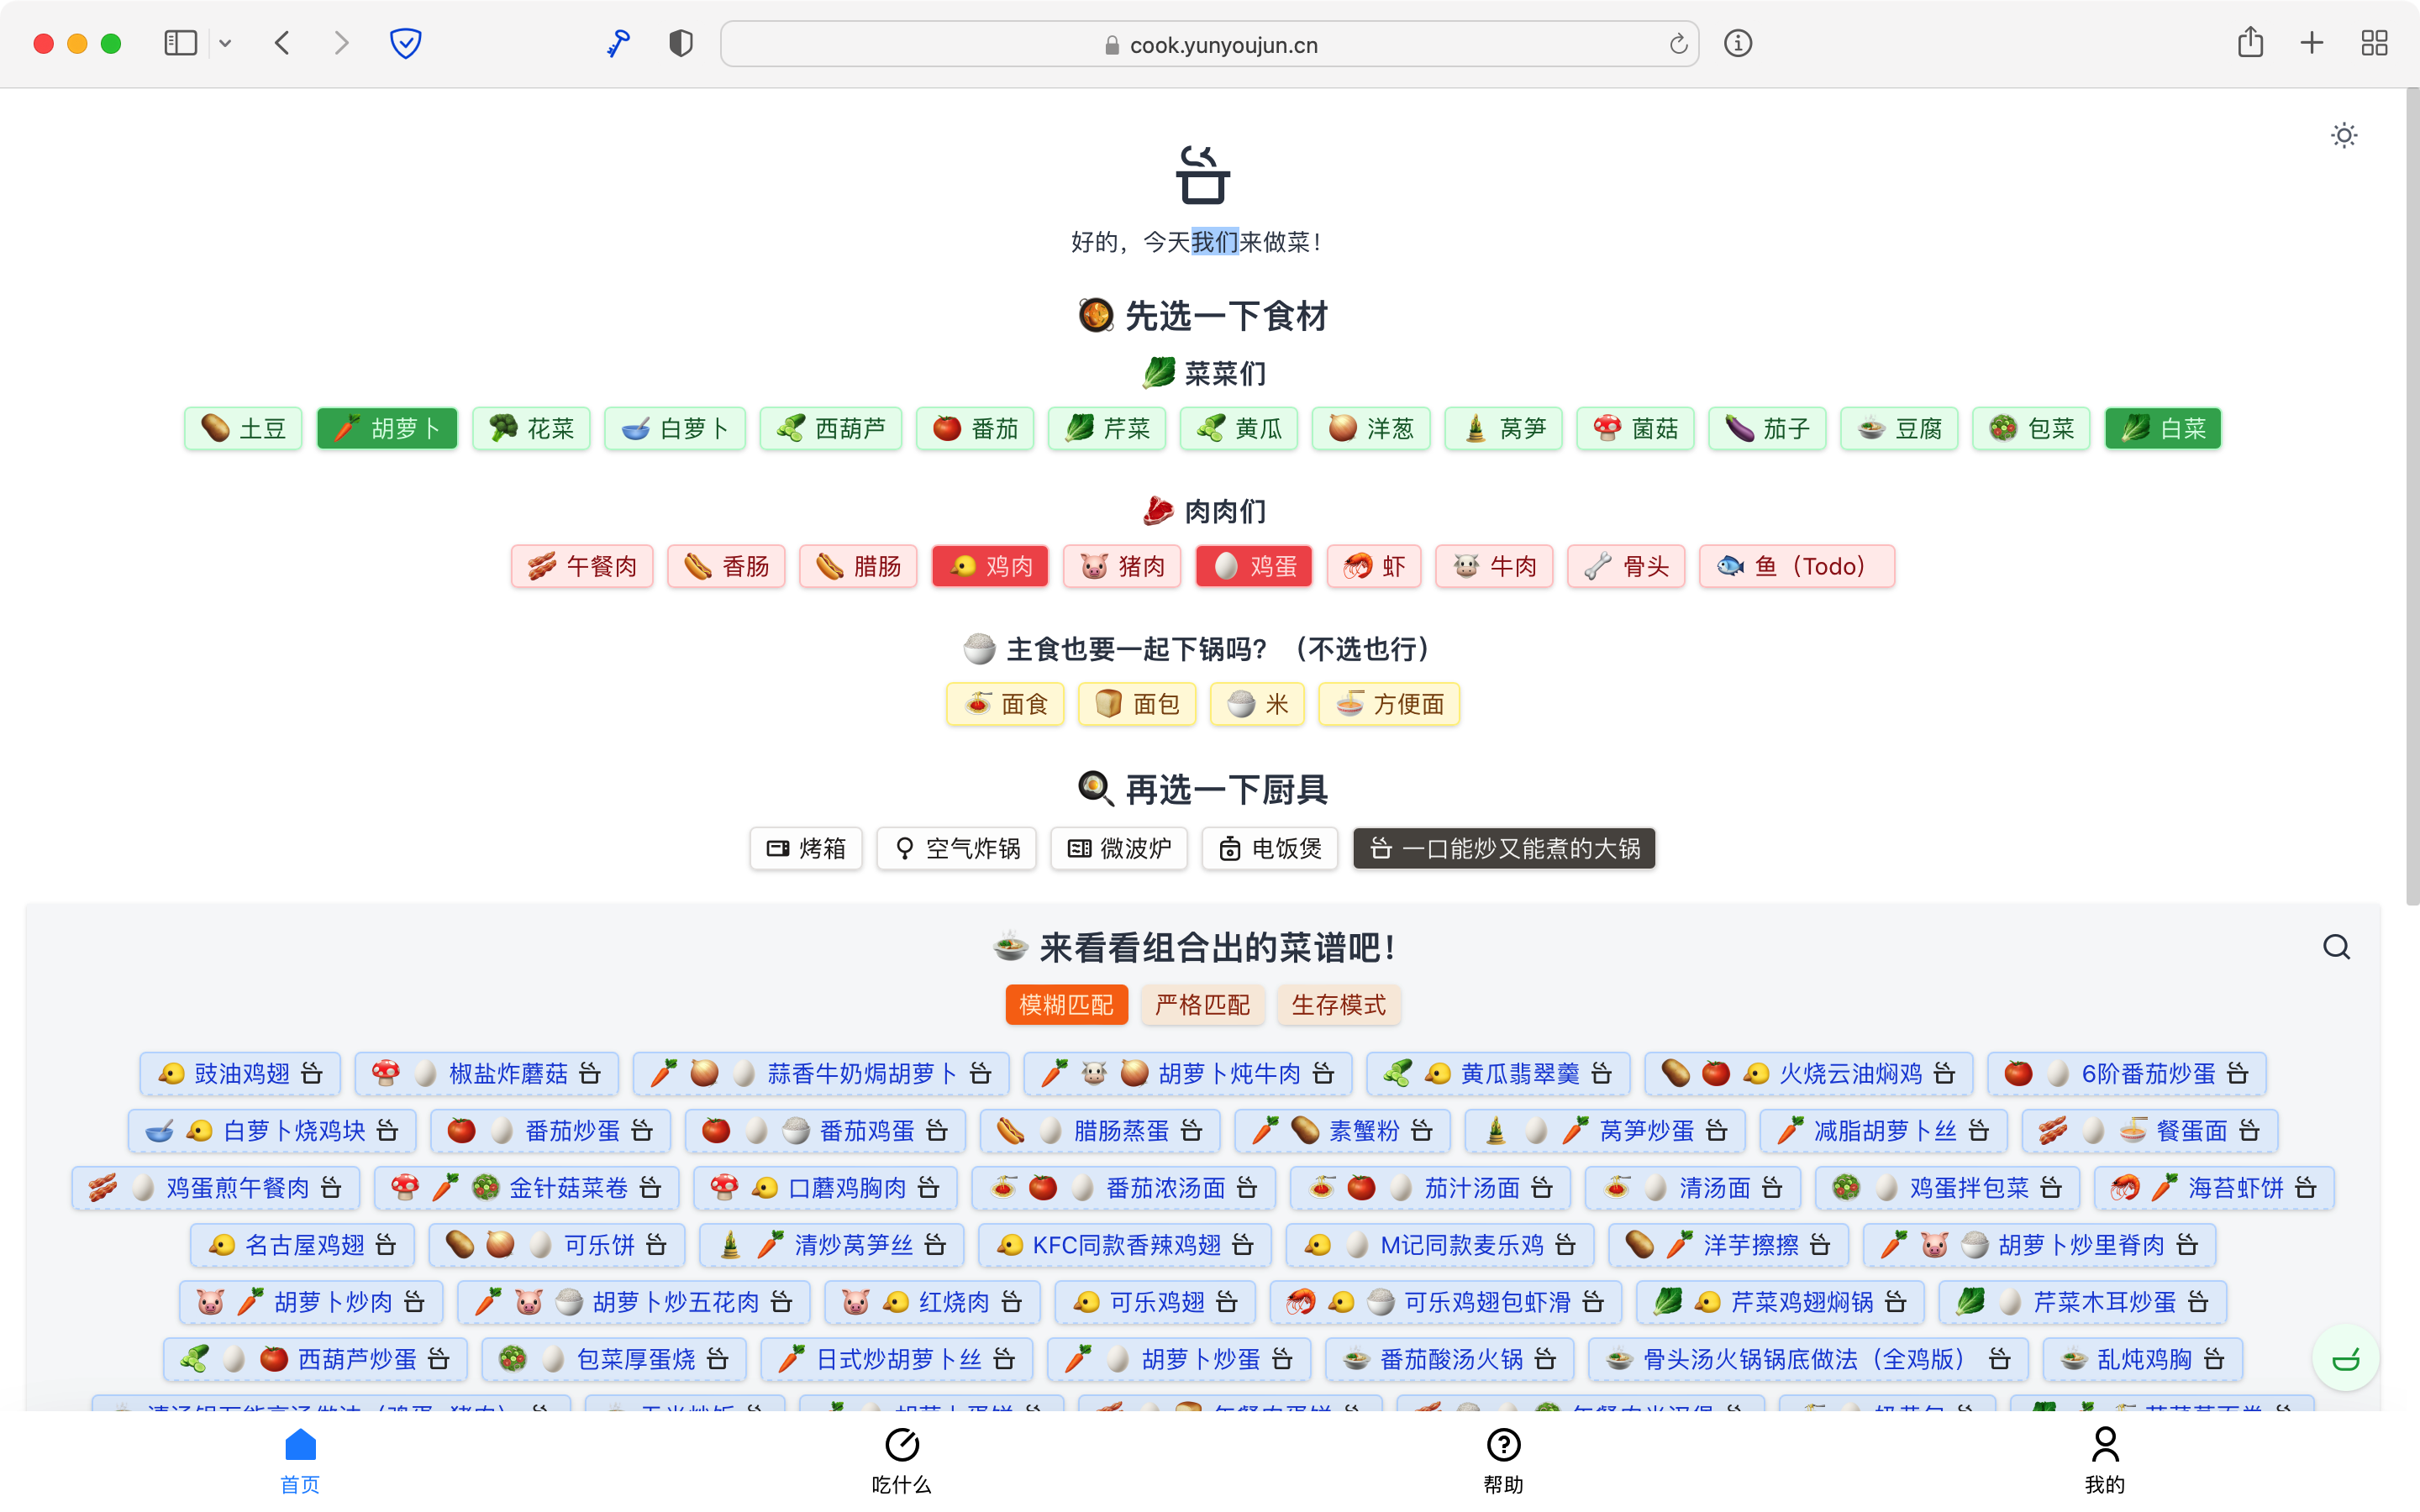 cook.yunyoujun.cn
好的，今天我们来做菜！
先选一下食材
菜菜们
土豆 胡萝卜 花菜 白萝卜 西葫芦 番茄 芹菜 黄瓜 洋葱 莴笋 菌菇 茄子 豆腐 包菜 白菜
肉肉们
午餐肉 香肠 腊肠 鸡肉 猪肉 鸡蛋 虾 牛肉 骨头 鱼（Todo）
主食也要一起下锅吗？（不选也行）
面食 面包 米 方便面
再选一下厨具
烤箱 空气炸锅 微波炉 电饭煲 一口能炒又能煮的大锅
来看看组合出的菜谱吧！
模糊匹配 严格匹配 生存模式
豉油鸡翅 椒盐炸蘑菇 蒜香牛奶焗胡萝卜 胡萝卜炖牛肉 黄瓜翡翠羹 火烧云油焖鸡 6阶番茄炒蛋
白萝卜烧鸡块 番茄炒蛋 番茄鸡蛋 腊肠蒸蛋 素蟹粉 莴笋炒蛋 减脂胡萝卜丝 餐蛋面
鸡蛋煎午餐肉 金针菇菜卷 口蘑鸡胸肉 番茄浓汤面 茄汁汤面 清汤面 鸡蛋拌包菜 海苔虾饼
名古屋鸡翅 可乐饼 清炒莴笋丝 KFC同款香辣鸡翅 M记同款麦乐鸡 洋芋擦擦 胡萝卜炒里脊肉
胡萝卜炒肉 胡萝卜炒五花肉 红烧肉 可乐鸡翅 可乐鸡翅包虾滑 芹菜鸡翅焖锅 芹菜木耳炒蛋
西葫芦炒蛋 包菜厚蛋烧 日式炒胡萝卜丝 胡萝卜炒蛋 番茄酸汤火锅 骨头汤火锅锅底做法（全鸡版） 乱炖鸡胸
首页 吃什么 帮助 我的